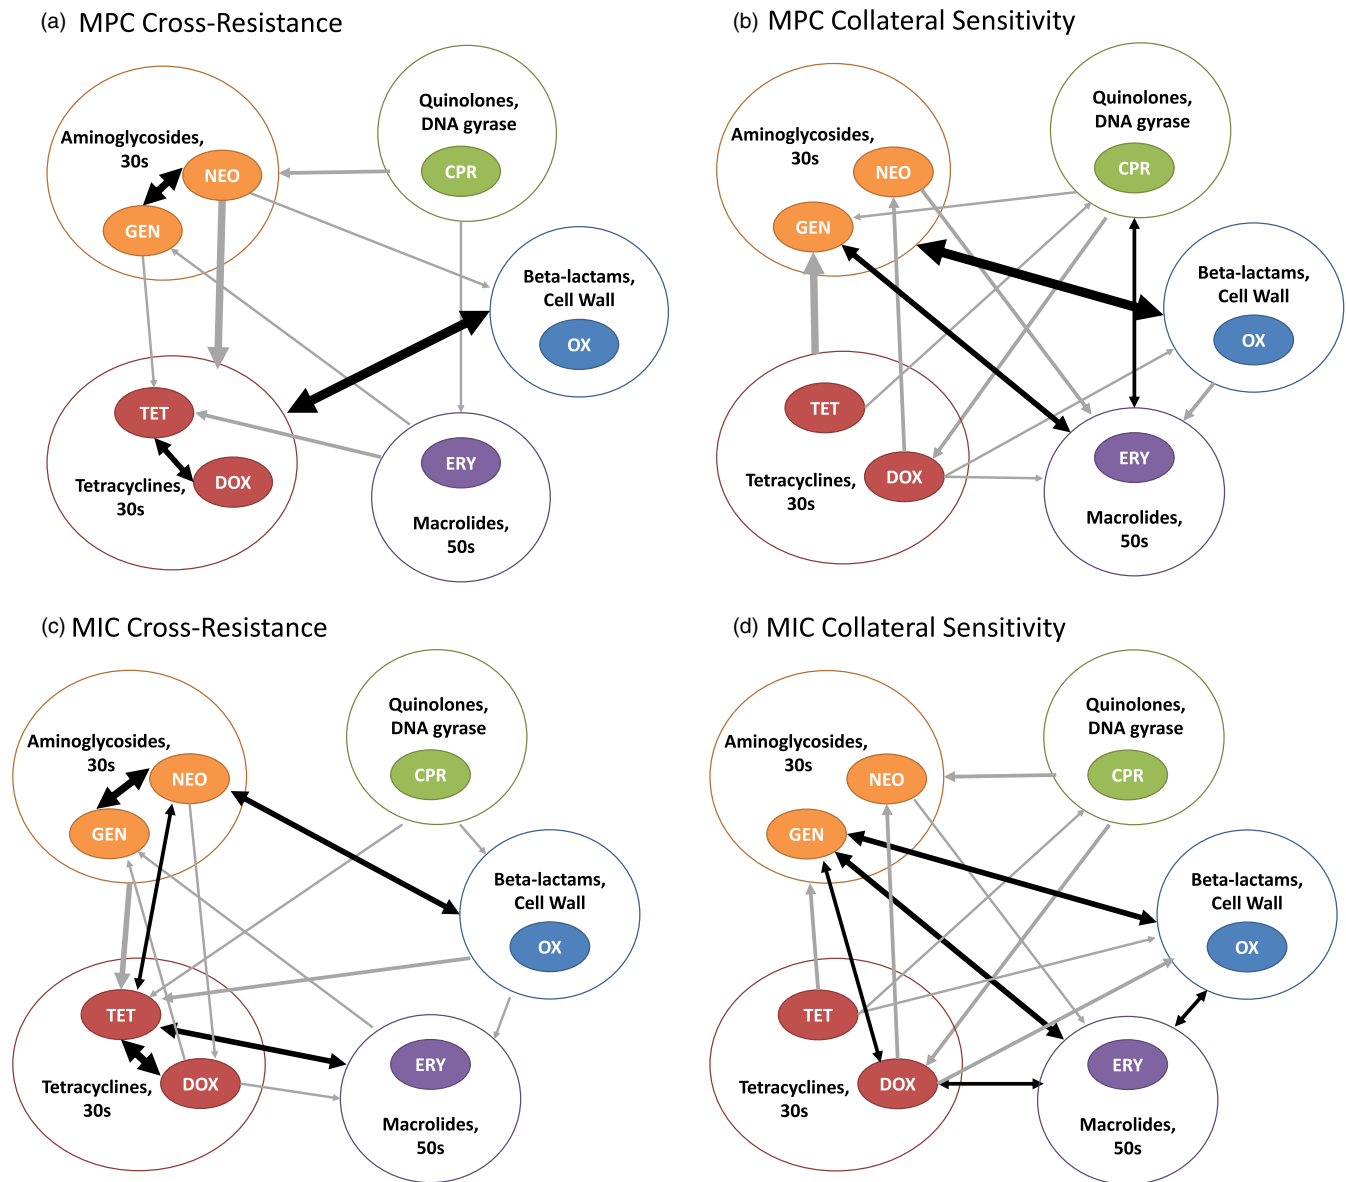 (a) MPC Cross-Resistance
Quinolones,
DNA gyrase
CPR
Aminoglycosides,
30s
NEO
GEN
Beta-lactams,
Cell Wall
OX
TET
DOX
Tetracyclines,
30s
ERY
Macrolides,
50s
(b) MPC Collateral Sensitivity
Quinolones,
DNA gyrase
CPR
Aminoglycosides,
30s
NEO
GEN
Beta-lactams,
Cell Wall
OX
TET
DOX
Tetracyclines,
30s
ERY
Macrolides,
50s
(c) MIC Cross-Resistance
Quinolones,
DNA gyrase
CPR
Aminoglycosides,
30s
NEO
GEN
Beta-lactams,
Cell Wall
OX
TET
DOX
Tetracyclines,
30s
ERY
Macrolides,
50s
(d) MIC Collateral Sensitivity
Quinolones,
DNA gyrase
CPR
Aminoglycosides,
30s
NEO
GEN
Beta-lactams,
Cell Wall
OX
TET
DOX
Tetracyclines,
30s
ERY
Macrolides,
50s